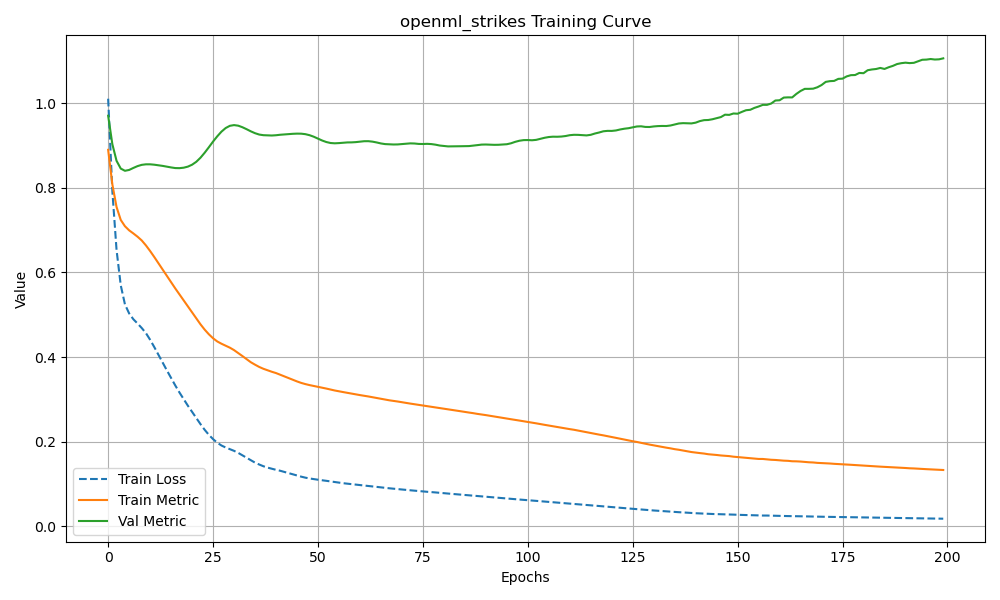 openml_strikes Training Curve
Value
1.0
0.8
0.6
0.4
0.2
0.0
Train Loss
Train Metric
Val Metric
0 25 50 75 100 125 150 175 200
Epochs